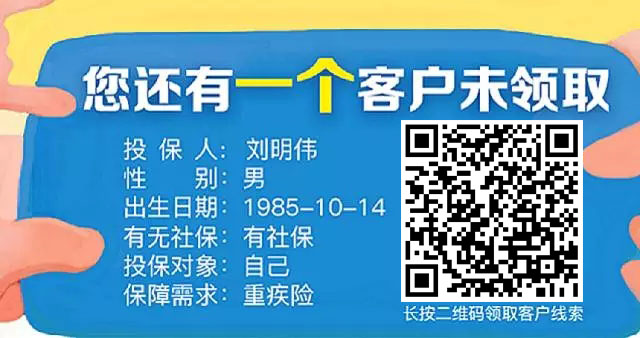 您还有一个客户未领取
投保人：刘明伟
性别：男
出生日期：1985-10-14
有无社保：有社保
投保对象：自己
保障需求：重疾险
长按二维码领取客户线索